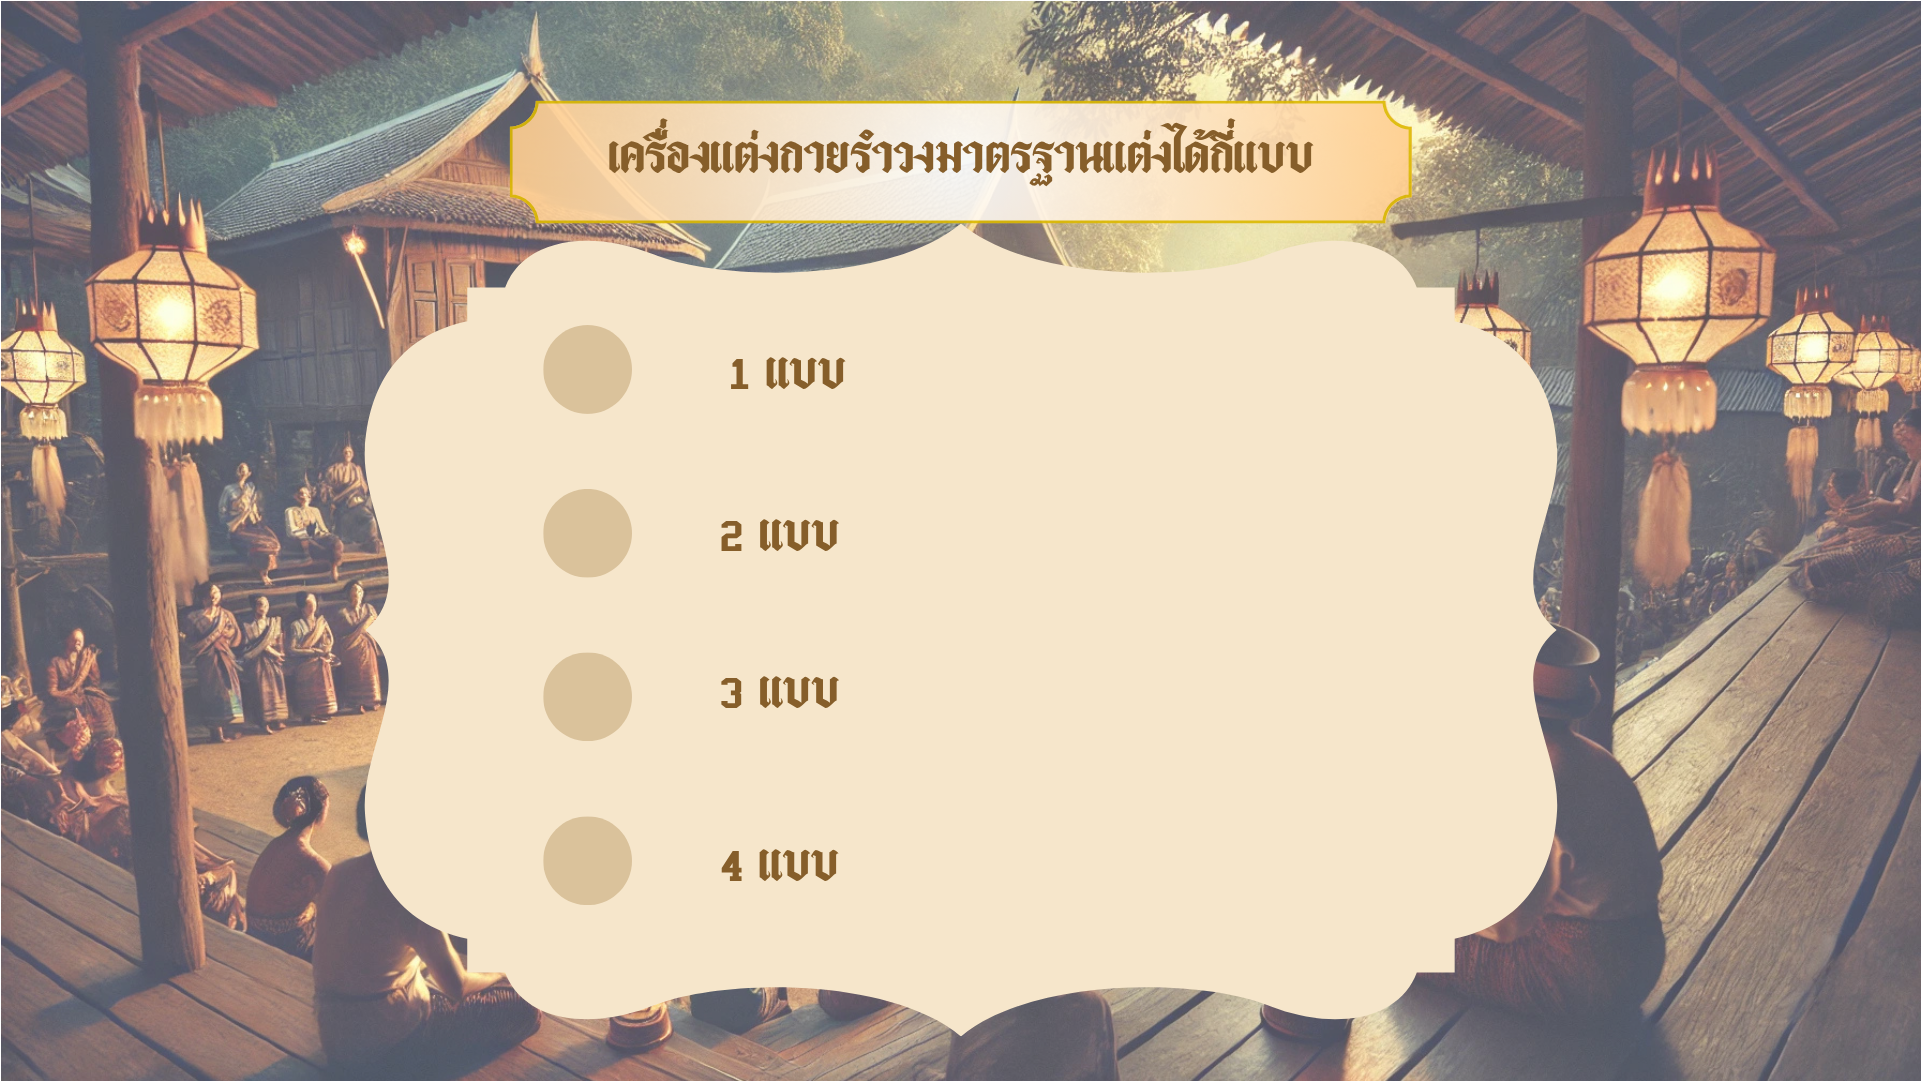 เครื่องแต่งกายรำวงมาตรฐานแต่งได้กี่แบบ
1 แบบ
2 แบบ
3 แบบ
4 แบบ